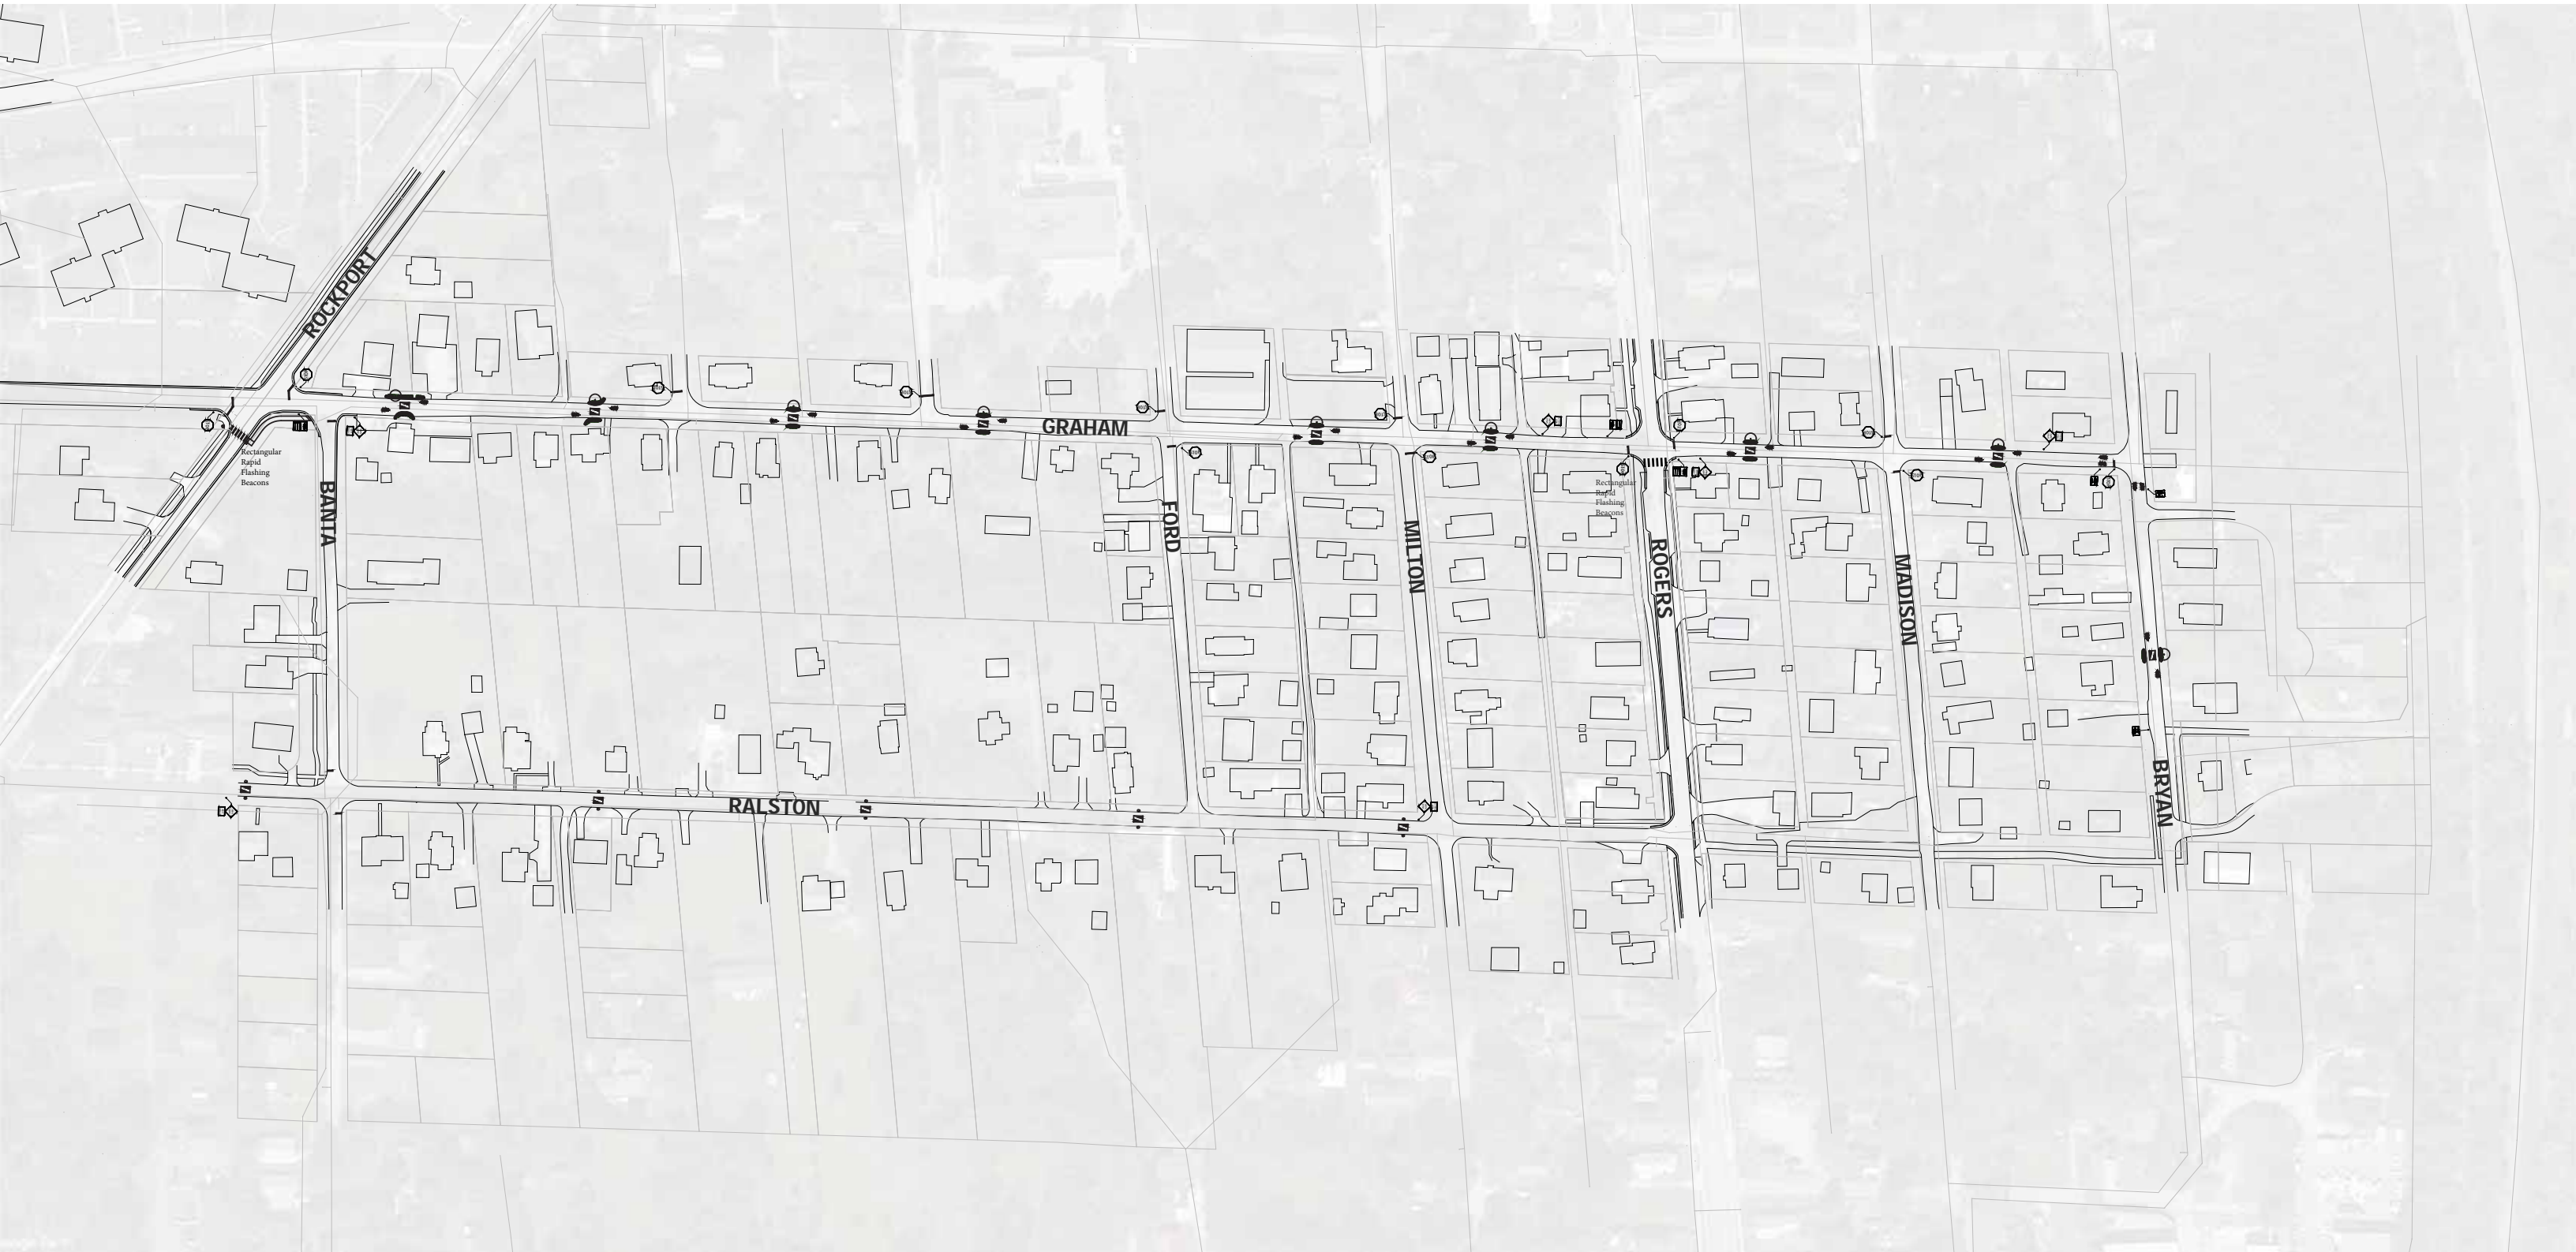 ROCKPORT
GRAHAM
Rectangular
Rapid
Flashing
Beacons
BANTA
FORD
MILTON
Rectangular
Rapid
Flashing
Beacons
ROGERS
MADISON
BRYAN
RALSTON